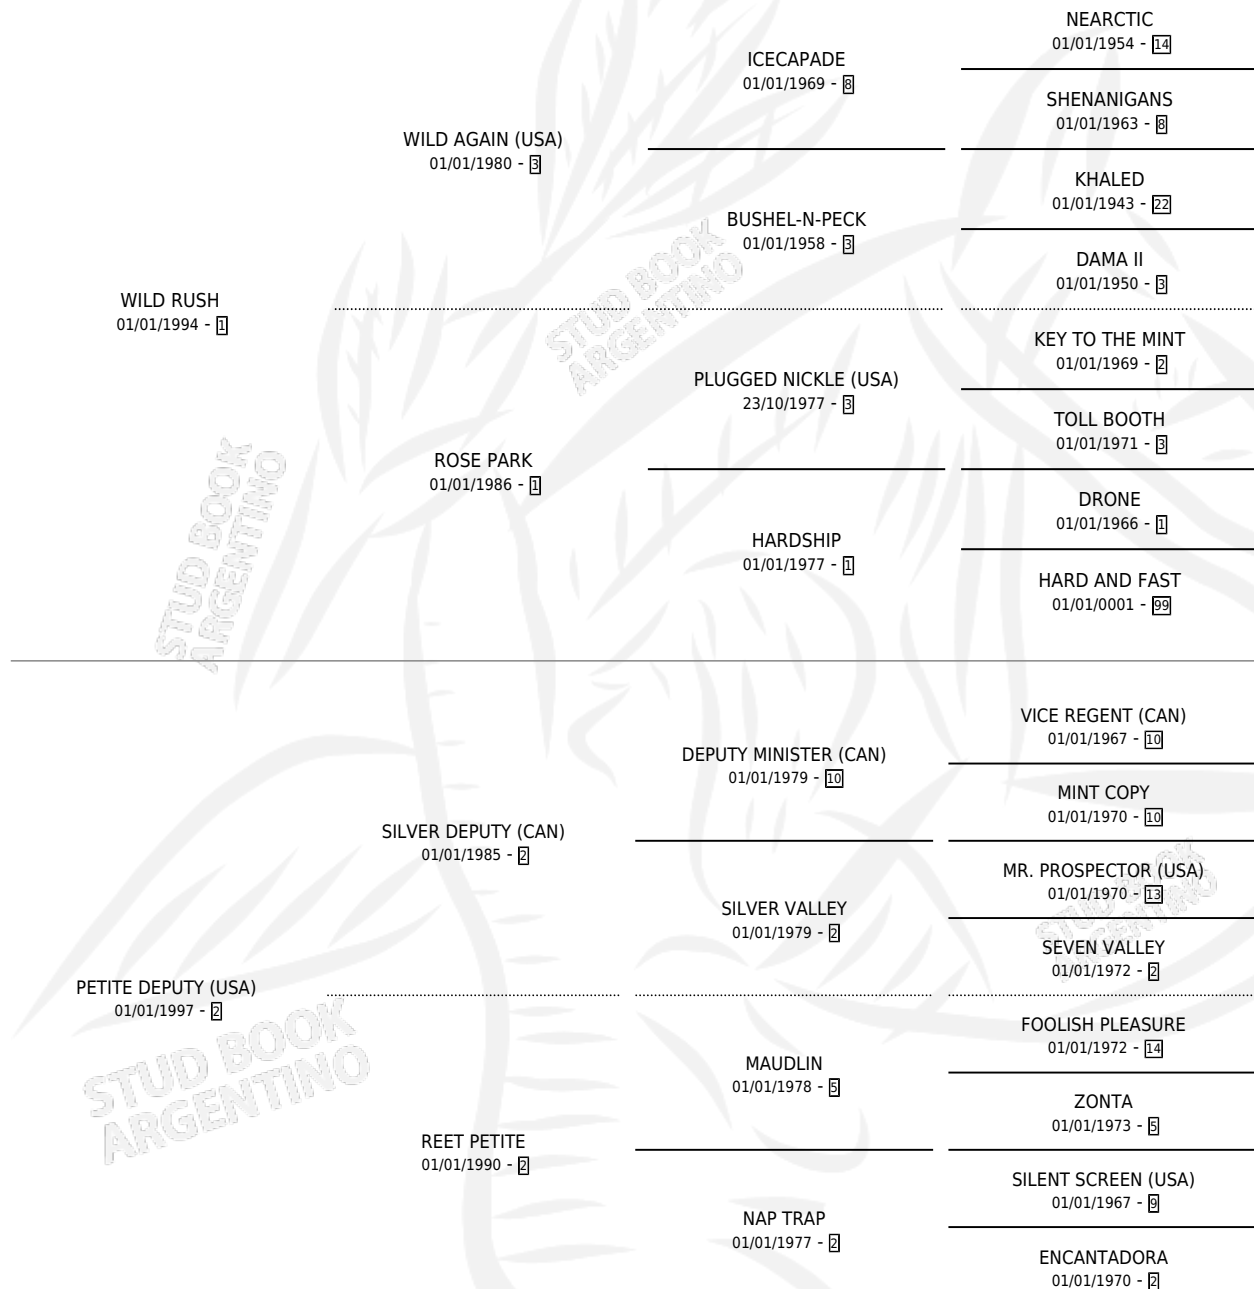 NEARCTIC
01/01/1954 - 14
ICECAPADE
01/01/1969 - 8
SHENANIGANS
01/01/1963 - 8
WILD AGAIN (USA)
01/01/1980 - 3
KHALED
01/01/1943 - 22
BUSHEL-N-PECK
01/01/1958 - 3
DAMA II
01/01/1950 - 3
WILD RUSH
01/01/1994 - 1
KEY TO THE MINT
01/01/1969 - 2
PLUGGED NICKLE (USA)
23/10/1977 - 3
TOLL BOOTH
01/01/1971 - 3
ROSE PARK
01/01/1986 - 1
DRONE
01/01/1966 - 1
HARDSHIP
01/01/1977 - 1
HARD AND FAST
01/01/0001 - 99
VICE REGENT (CAN)
01/01/1967 - 10
DEPUTY MINISTER (CAN)
01/01/1979 - 10
MINT COPY
01/01/1970 - 10
SILVER DEPUTY (CAN)
01/01/1985 - 2
MR. PROSPECTOR (USA)
01/01/1970 - 13
SILVER VALLEY
01/01/1979 - 2
SEVEN VALLEY
01/01/1972 - 2
PETITE DEPUTY (USA)
01/01/1997 - 2
FOOLISH PLEASURE
01/01/1972 - 14
MAUDLIN
01/01/1978 - 5
ZONTA
01/01/1973 - 5
REET PETITE
01/01/1990 - 2
SILENT SCREEN (USA)
01/01/1967 - 9
NAP TRAP
01/01/1977 - 2
ENCANTADORA
01/01/1970 - 2
STUD BOOK
ARGENTINO
STUD BOOK
ARGENTINO
STUD BOOK
ARGENTINO
STUD BOOK
ARGENTINO